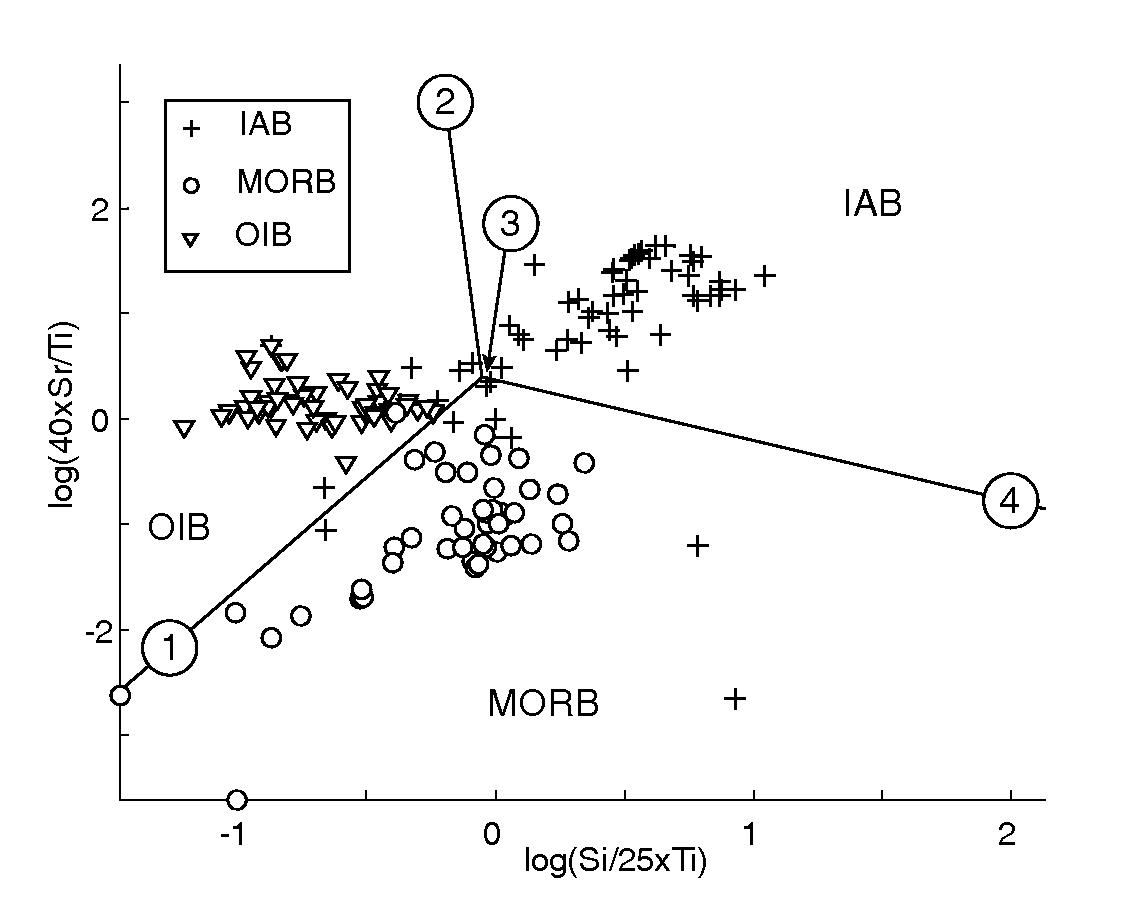 2
IAB
MORB
OIB
3
IAB
2
0
-2
log(40xSr/Ti)
OIB
4
1
MORB
-1
0
1
2
log(Si/25xTi)